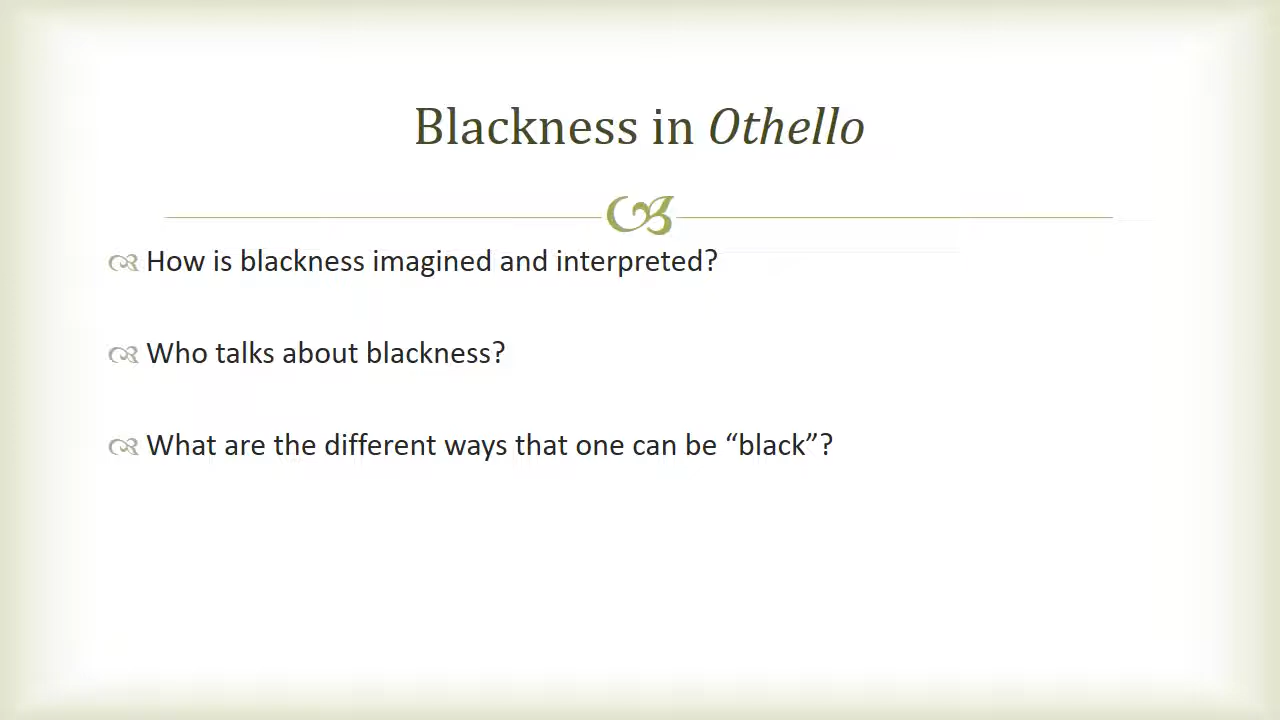 Blackness in Othello
How is blackness imagined and interpreted?
Who talks about blackness?
What are the different ways that one can be “black”?